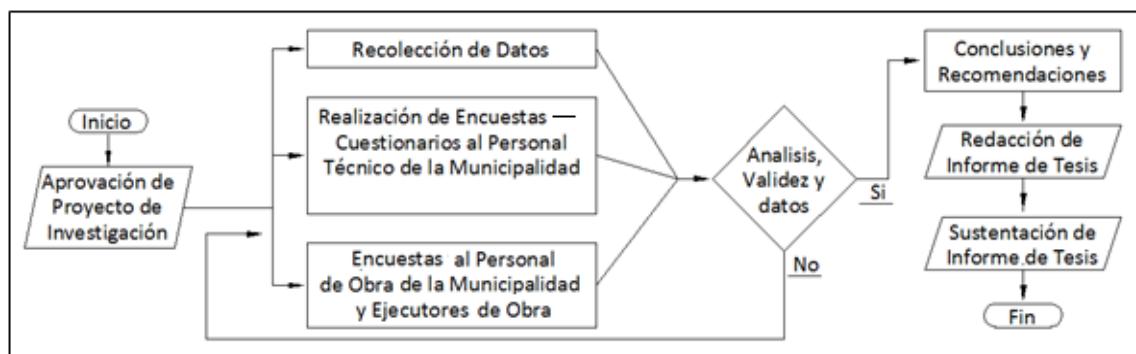 Inicio
Aprovación de
Proyecto de
Investigación
Recolección de Datos
Realización de Encuestas —
Cuestionarios al Personal
Técnico de la Municipalidad
Encuestas al Personal
de Obra de la Municipalidad
y Ejecutores de Obra
Analisis,
Validez y
datos
Si
No
Conclusiones y
Recomendaciones
Redacción de
Informe de Tesis
Sustentación de
Informe de Tesis
Fin